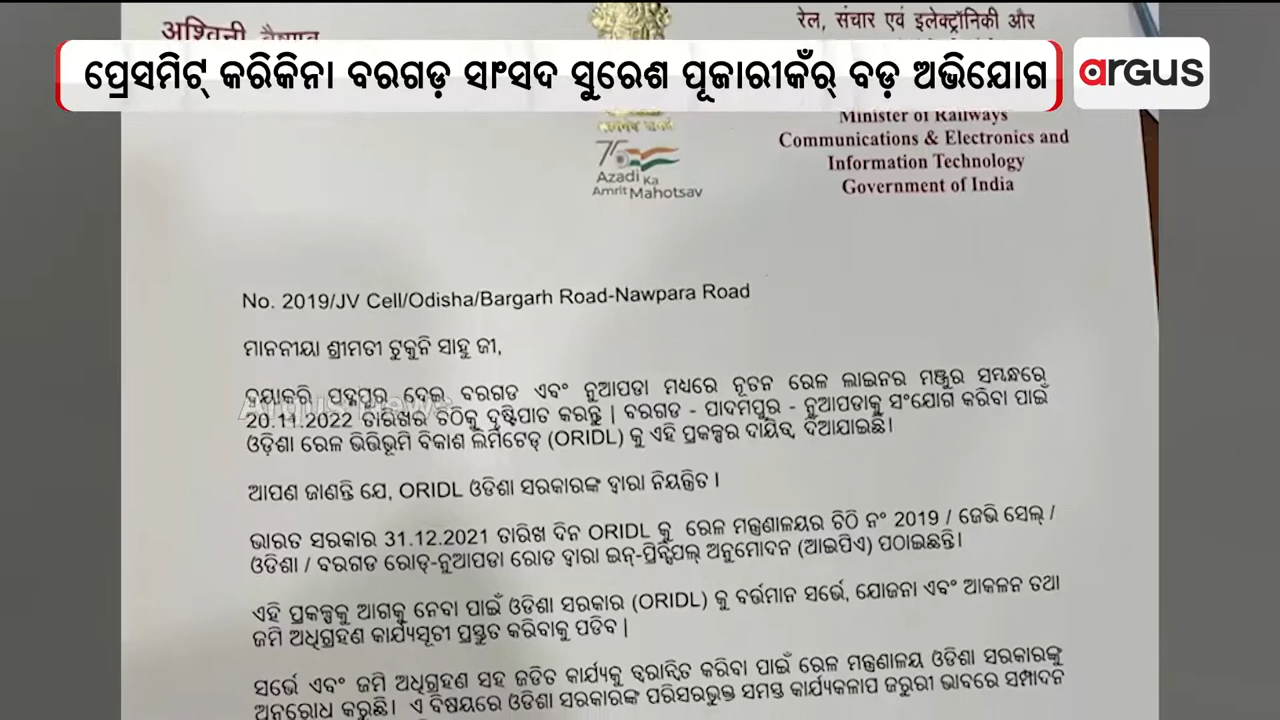 अश्विनी वैष्णव
रेल, संचार एवं इलेक्ट्रॉनिकी और
ପ୍ରେସମିଟ୍ କରିକିନା ବରଗଡ଼ ସାଂସଦ ସୁରେଶ ପୂଜାରୀକଁର୍ ବଡ଼ ଅଭିଯୋଗ
argus
Minister of Railways
Communications & Electronics and
Information Technology
Government of India
75
Azadi Ka
Amrit Mahotsav
No. 2019/JV Cell/Odisha/Bargarh Road-Nawpara Road
ମାନନୀୟା ଶ୍ରୀମତୀ ଟୁକୁନି ସାହୁ ଜୀ,
ଦୟାକରି ପଦ୍ମପୁର ଦେଇ ବରଗଡ ଏବଂ ନୂଆପଡା ମଧ୍ୟରେ ନୂତନ ରେଳ ଲାଇନର ମଞ୍ଜୁର ସମ୍ବନ୍ଧରେ
20.11.2022 ତାରିଖର ଚିଠିକୁ ଦୃଷ୍ଟିପାତ କରନ୍ତୁ | ବରଗଡ - ପାଦମପୁର - ନୁଆପଡାକୁ ସଂଯୋଗ କରିବା ପାଇଁ
ଓଡ଼ିଶା ରେଳ ଭିତ୍ତିଭୂମି ବିକାଶ ଲିମିଟେଡ୍ (ORIDL) କୁ ଏହି ପ୍ରକଳ୍ପର ଦାୟିତ୍ୱ ଦିଆଯାଇଛି।
Argus News
ଆପଣ ଜାଣନ୍ତି ଯେ, ORIDL ଓଡିଶା ସରକାରଙ୍କ ଦ୍ୱାରା ନିୟନ୍ତ୍ରିତ ।
ଭାରତ ସରକାର 31.12.2021 ତାରିଖ ଦିନ ORIDL କୁ ରେଳ ମନ୍ତ୍ରଣାଳୟର ଚିଠି ନଂ 2019 / ଜେଭି ସେଲ୍ /
ଓଡିଶା / ବରଗଡ ରୋଡ୍-ନୁଆପଡା ରୋଡ ଦ୍ୱାରା ଇନ୍-ପ୍ରିନ୍ସିପଲ୍ ଅନୁମୋଦନ (ଆଇପିଏ) ପଠାଇଛନ୍ତି।
ଏହି ପ୍ରକଳ୍ପକୁ ଆଗକୁ ନେବା ପାଇଁ ଓଡିଶା ସରକାର (ORIDL) କୁ ବର୍ତ୍ତମାନ ସର୍ଭେ, ଯୋଜନା ଏବଂ ଆକଳନ ତଥା
ଜମି ଅଧିଗ୍ରହଣ କାର୍ଯ୍ୟସୂଚୀ ପ୍ରସ୍ତୁତ କରିବାକୁ ପଡିବ |
ସର୍ଭେ ଏବଂ ଜମି ଅଧିଗ୍ରହଣ ସହ ଜଡିତ କାର୍ଯ୍ୟକୁ ତ୍ୱରାନ୍ୱିତ କରିବା ପାଇଁ ରେଳ ମନ୍ତ୍ରଣାଳୟ ଓଡିଶା ସରକାରଙ୍କୁ
ଅନୁରୋଧ କରୁଛି। ଏ ବିଷୟରେ ଓଡିଶା ସରକାରଙ୍କ ପରିସରଭୁକ୍ତ ସମସ୍ତ କାର୍ଯ୍ୟକଳାପ ଜରୁରୀ ଭାବରେ ସମ୍ପାଦନ